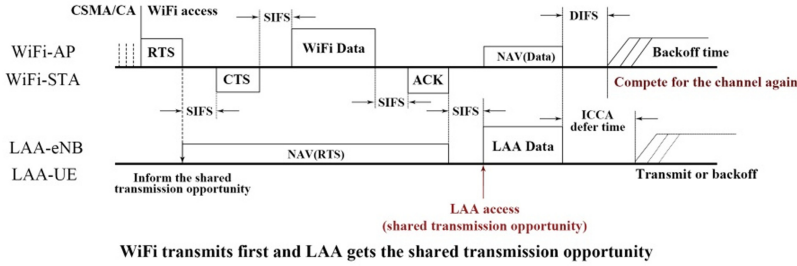 CSMA/CA WiFi access
SIFS
DIFS
WiFi-AP RTS WiFi Data NAV(Data) Backoff time
WiFi-STA CTS ACK Compete for the channel again
SIFS SIFS SIFS
ICCA
defer time
LAA-eNB NAV(RTS) LAA Data
LAA-UE Inform the shared
transmission opportunity
Transmit or backoff
LAA access
(shared transmission opportunity)
WiFi transmits first and LAA gets the shared transmission opportunity